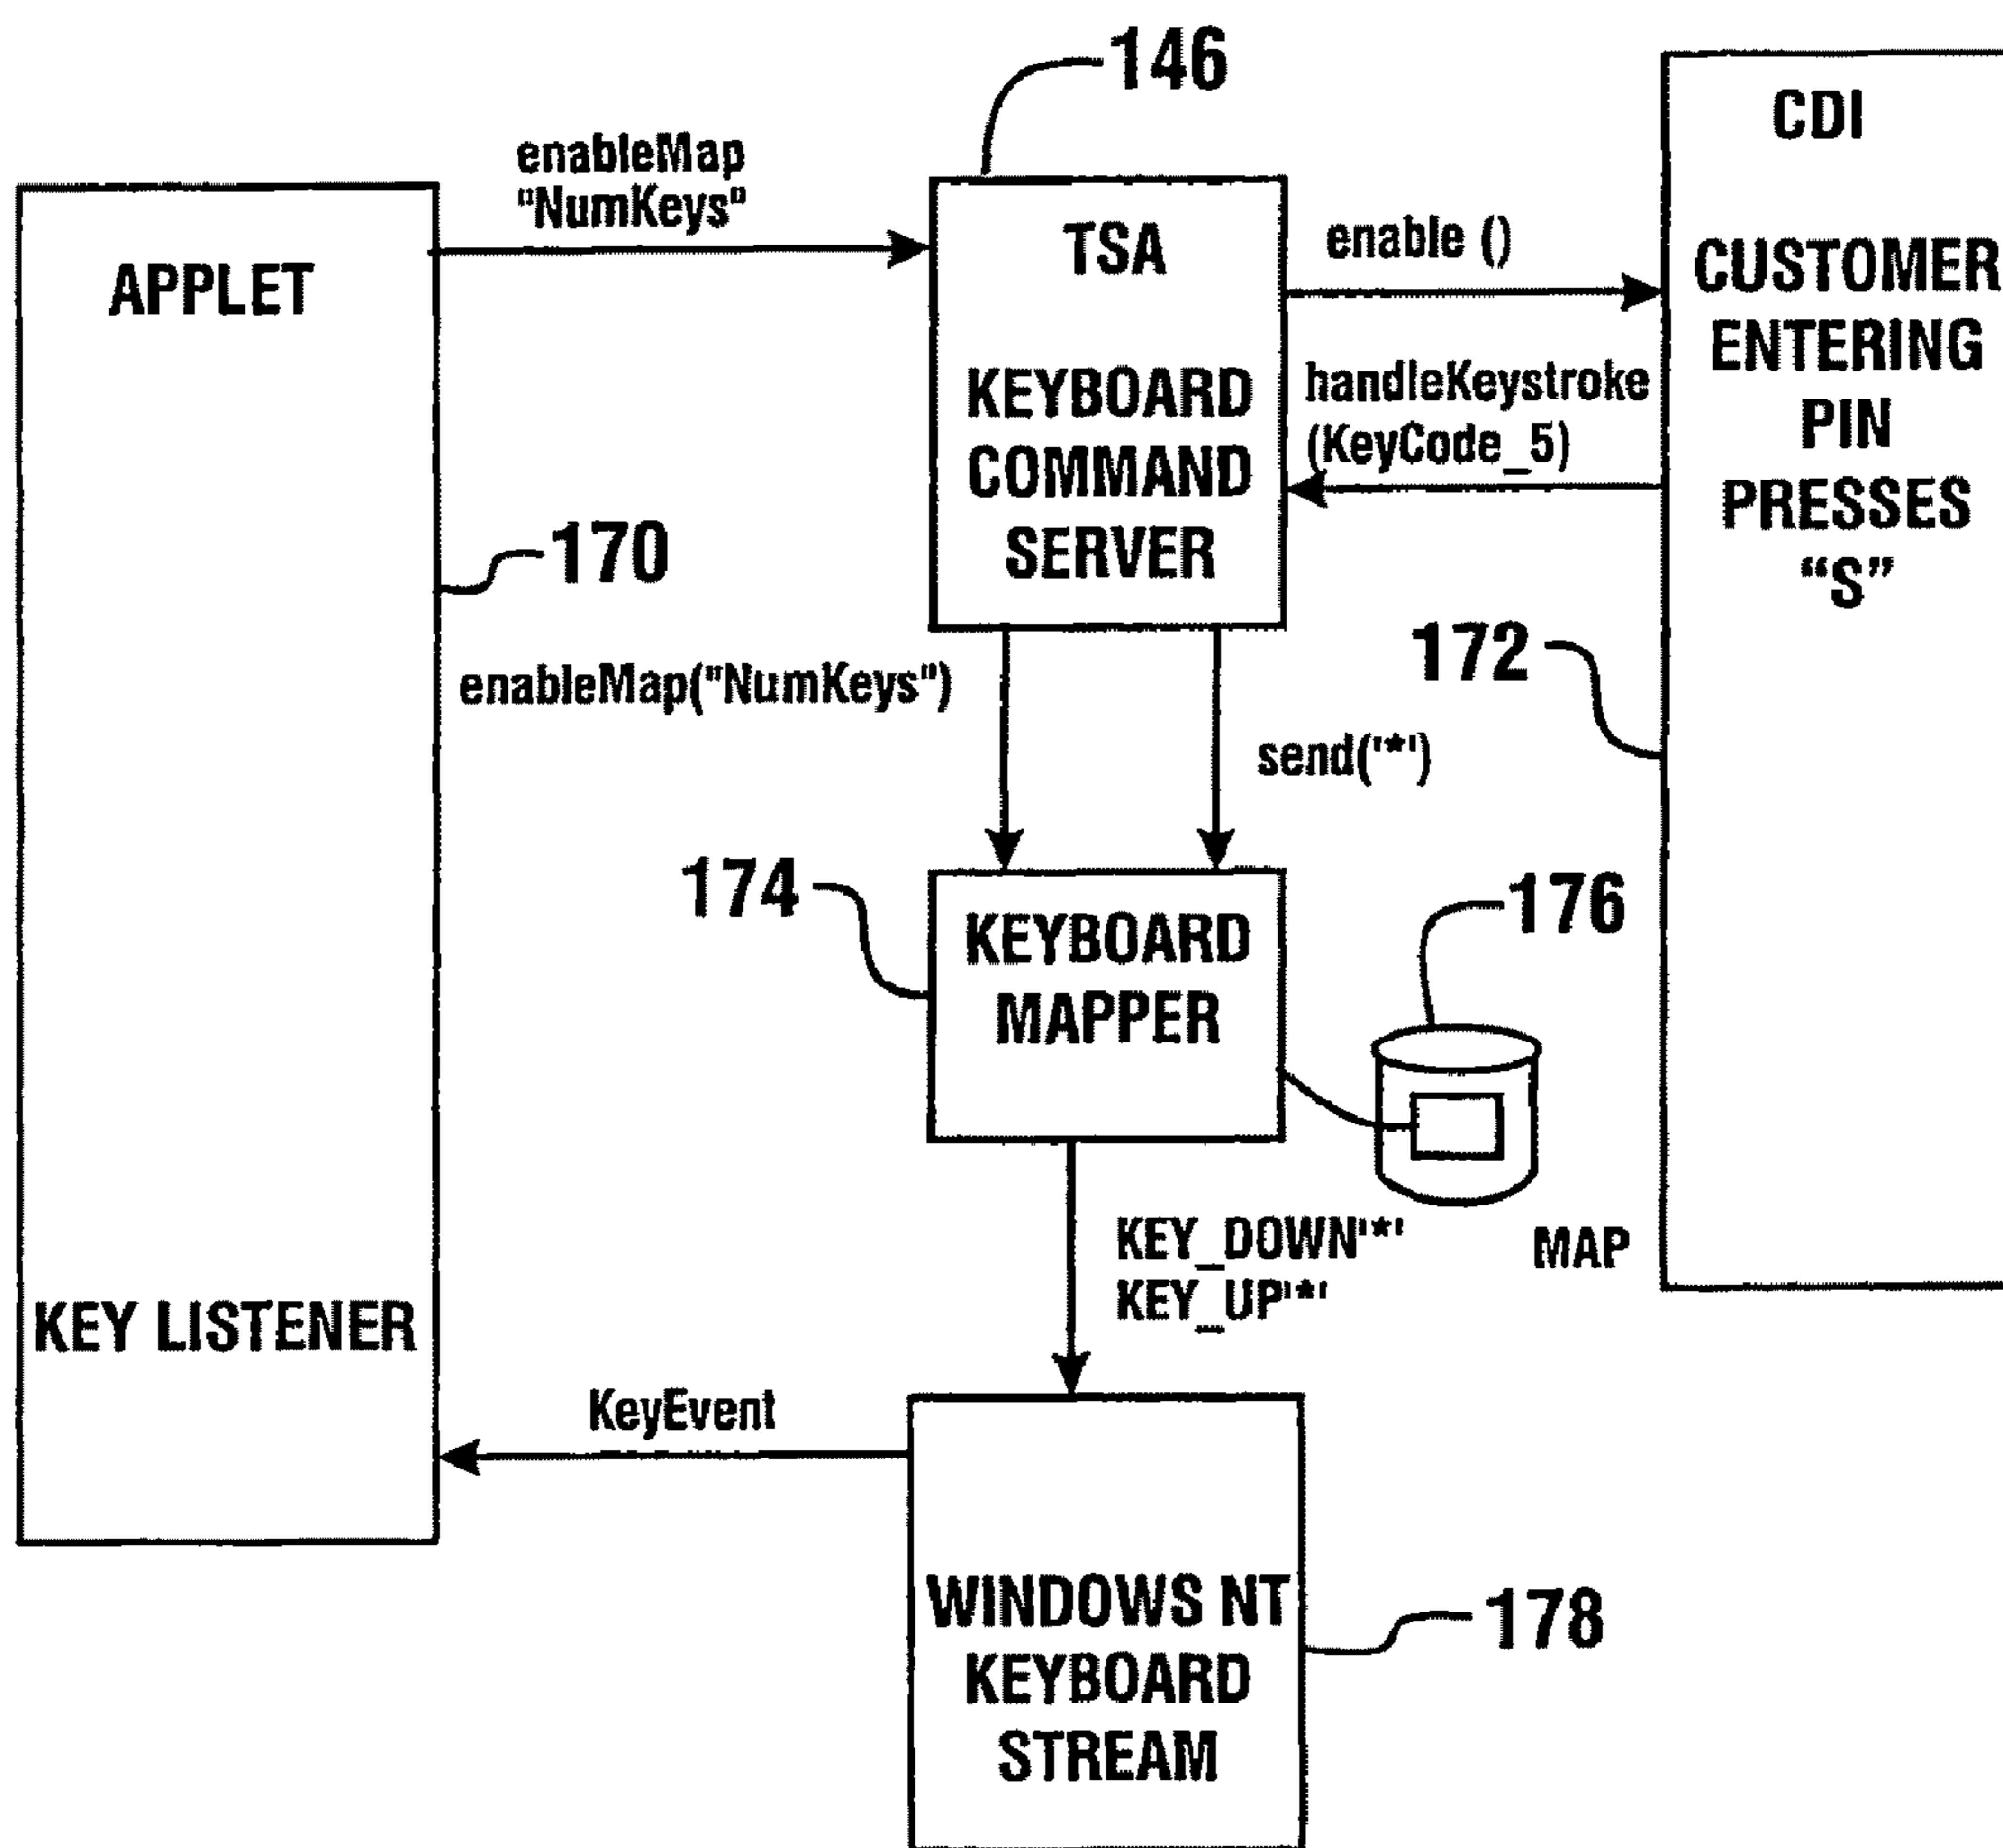 146
CDI
enableMap
"NumKeys"
APPLET
TSA
enable ()
CUSTOMER
ENTERING
PIN
PRESSES
“S”
KEYBOARD
COMMAND
SERVER
handleKeystroke
(KeyCode_5)
170
172
enableMap("NumKeys")
send('*')
174
KEYBOARD
MAPPER
176
MAP
KEY_DOWN'*'
KEY_UP'*'
KEY LISTENER
KeyEvent
WINDOWS NT
KEYBOARD
STREAM
178